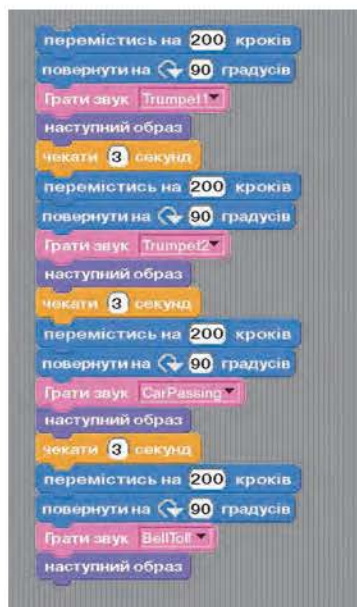 перемістись на 200 кроків
повернути на 90 градусів
Грати звук Trumpet1
наступний образ
чекати 3 секунд
перемістись на 200 кроків
повернути на 90 градусів
Грати звук Trumpet2
наступний образ
чекати 3 секунд
перемістись на 200 кроків
повернути на 90 градусів
Грати звук CarPassing
наступний образ
чекати 3 секунд
перемістись на 200 кроків
повернути на 90 градусів
Грати звук BellToll
наступний образ